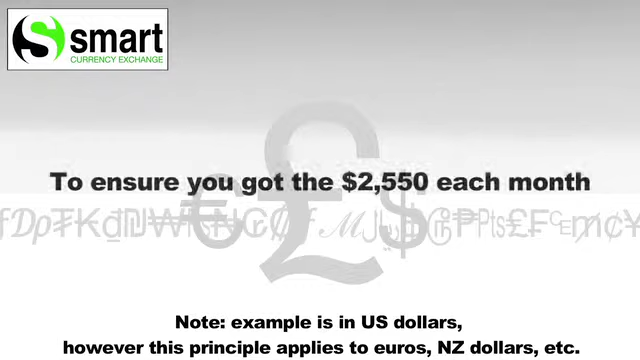 smart
CURRENCY EXCHANGE
To ensure you got the $2,550 each month
Note: example is in US dollars,
however this principle applies to euros, NZ dollars, etc.